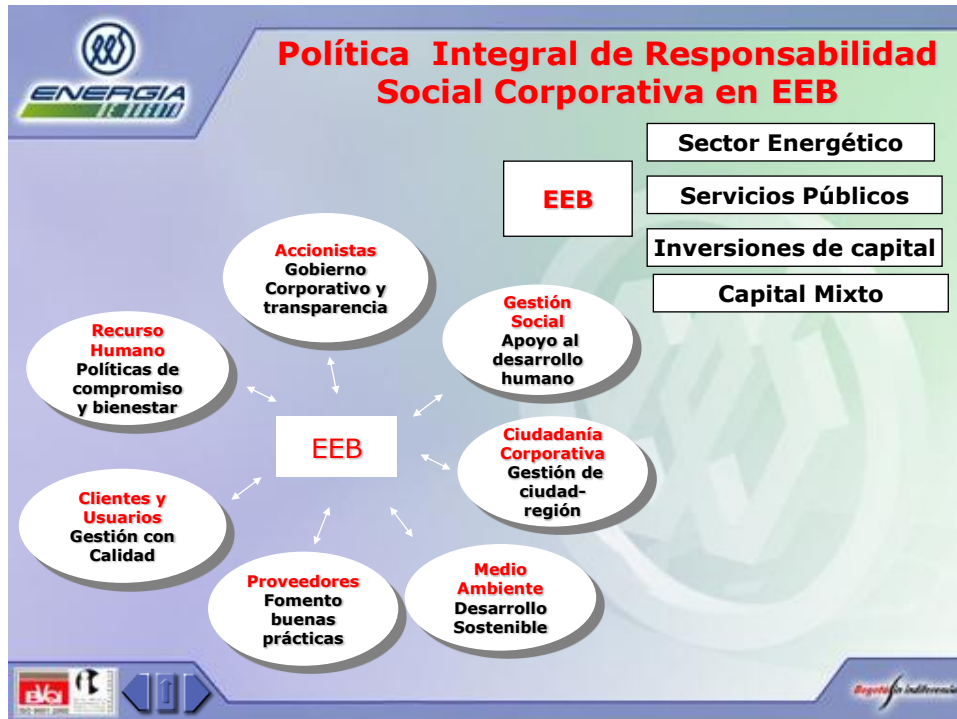 Política Integral de Responsabilidad
Social Corporativa en EEB
ENERGIA
Sector Energético
EEB
Servicios Públicos
Inversiones de capital
Capital Mixto
Accionistas
Gobierno
Corporativo y
transparencia
Gestión
Social
Apoyo al
desarrollo
humano
Recurso
Humano
Políticas de
compromiso
y bienestar
EEB
Ciudadanía
Corporativa
Gestión de
ciudad-
región
Clientes y
Usuarios
Gestión con
Calidad
Proveedores
Fomento
buenas
prácticas
Medio
Ambiente
Desarrollo
Sostenible
Bogotá sin indiferencia